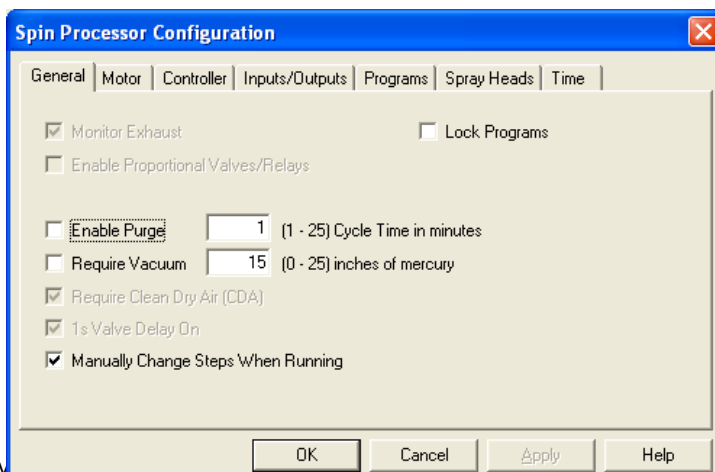 Spin Processor Configuration
General Motor Controller Inputs/Outputs Programs Spray Heads Time
Monitor Exhaust Lock Programs
Enable Proportional Valves/Relays
Enable Purge 1 (1 - 25) Cycle Time in minutes
Require Vacuum 15 (0 - 25) inches of mercury
Require Clean Dry Air (CDA)
1s Valve Delay On
Manually Change Steps When Running
OK Cancel Apply Help